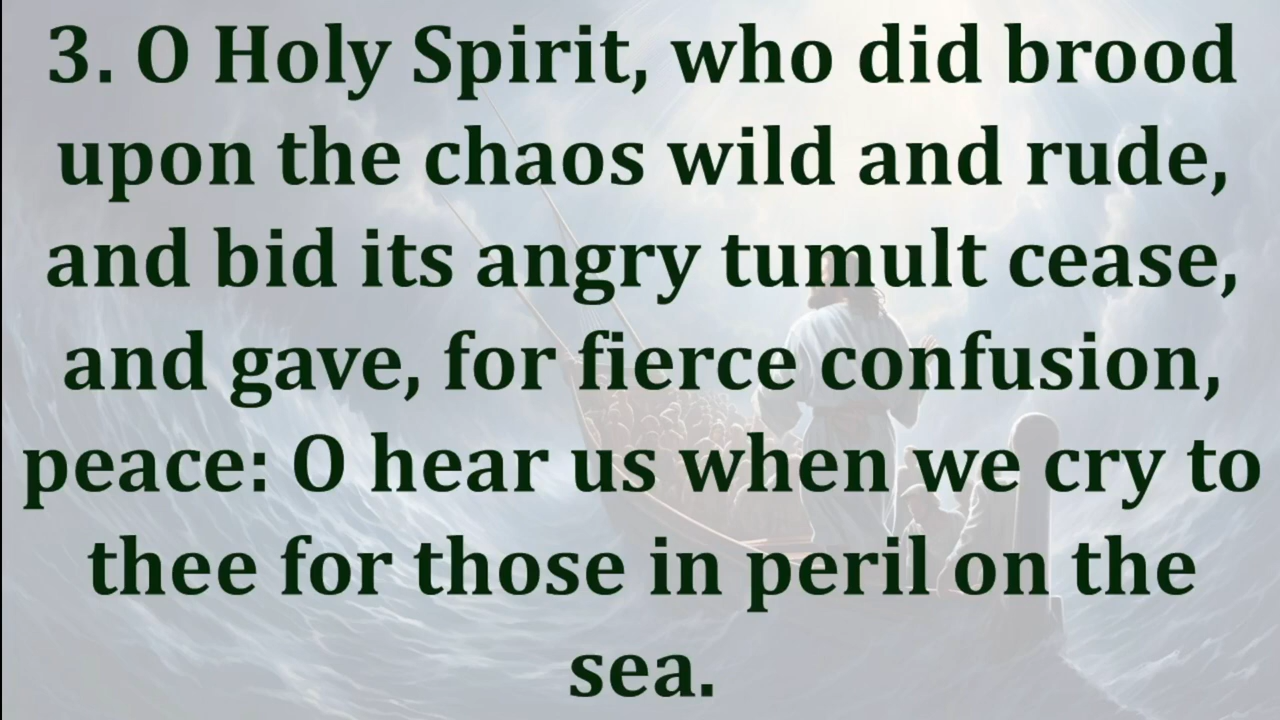 3. O Holy Spirit, who did brood
upon the chaos wild and rude,
and bid its angry tumult cease,
and gave, for fierce confusion,
peace: O hear us when we cry to
thee for those in peril on the
sea.